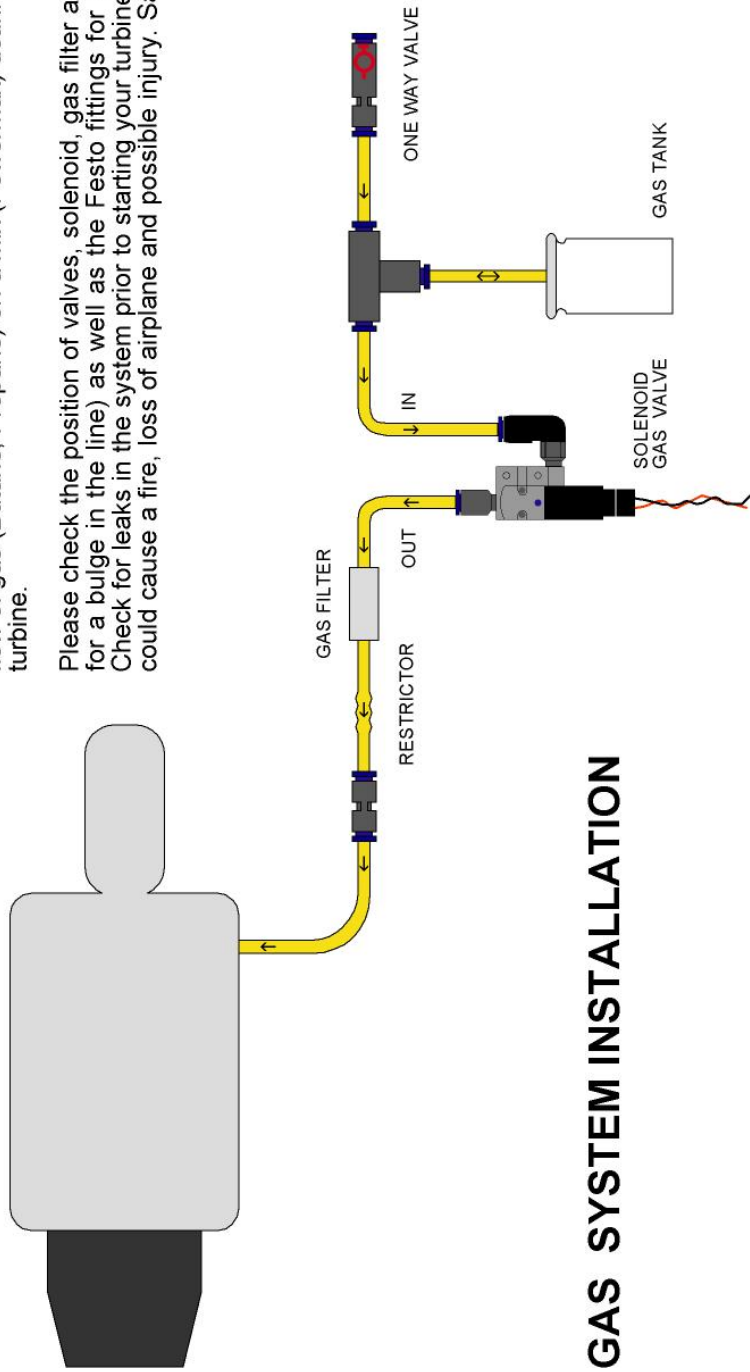 turbine.
Please check the position of valves, solenoid, gas filter
for a bulge in the line) as well as the Festo fittings for
Check for leaks in the system prior to starting your turbine
could cause a fire, loss of airplane and possible injury.
GAS FILTER
ONE WAY VALVE
OUT
IN
RESTRICTOR
SOLENOID
GAS VALVE
GAS TANK
GAS SYSTEM INSTALLATION